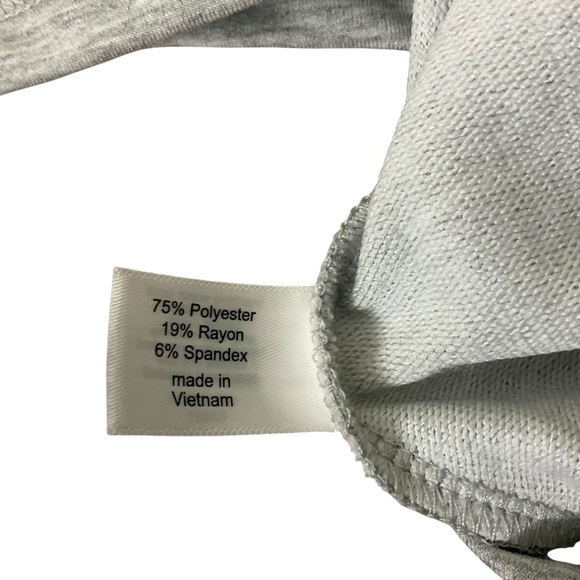 75% Polyester
19% Rayon
6% Spandex
made in
Vietnam